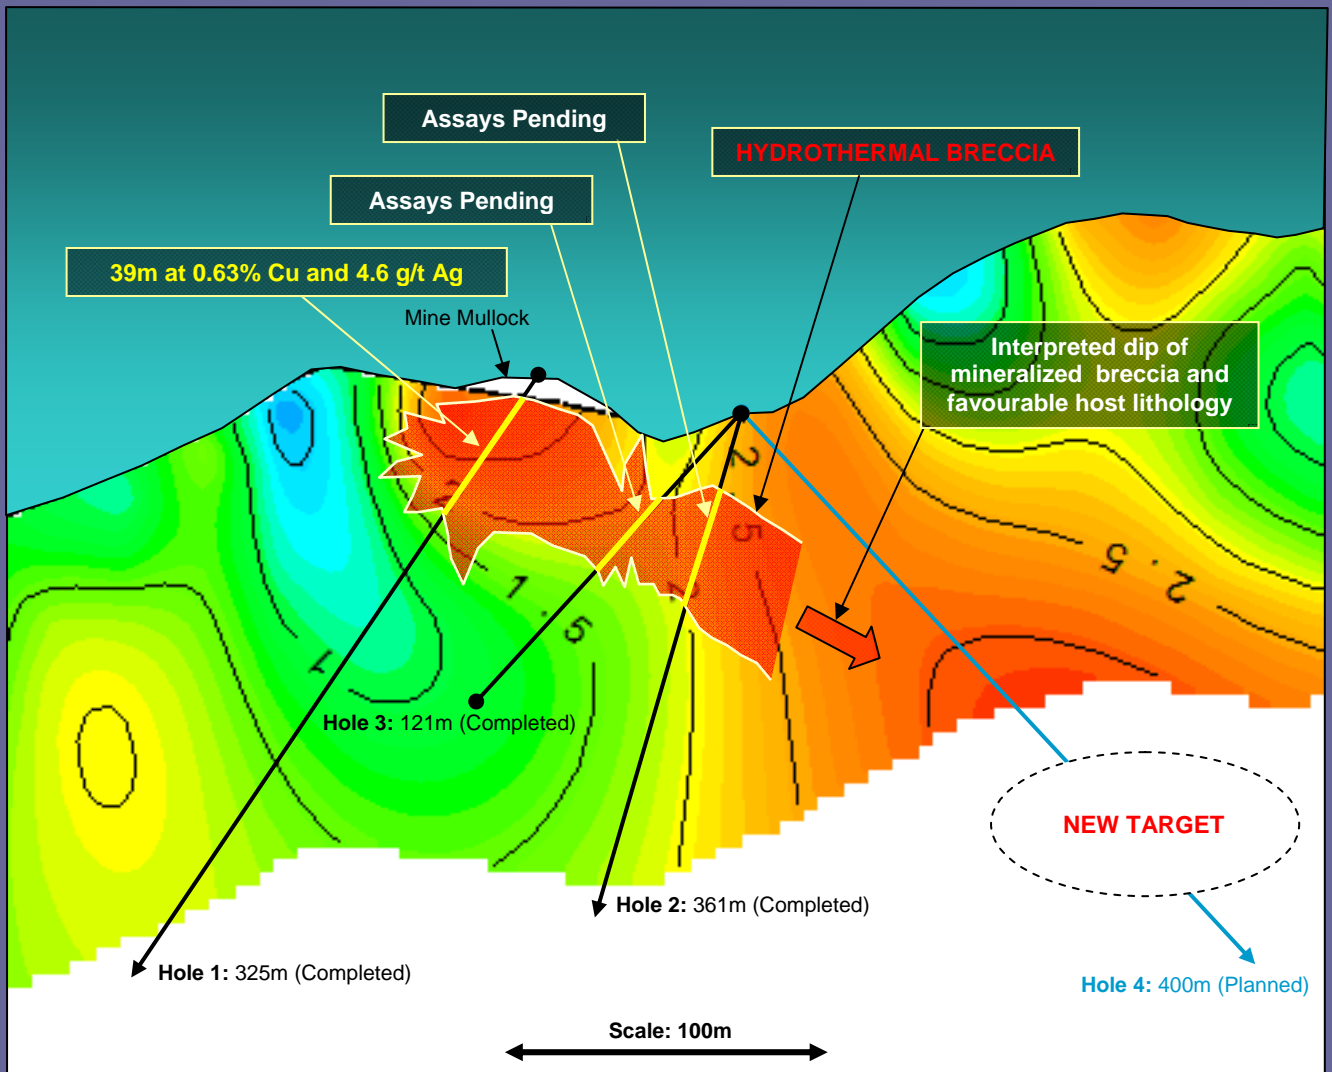 Assays Pending
HYDROTHERMAL BRECCIA
Assays Pending
39m at 0.63% Cu and 4.6 g/t Ag
Mine Mullock
Interpreted dip of
mineralized breccia and
favourable host lithology
2.5
2
2
2.5
1.5
1
Hole 3: 121m (Completed)
NEW TARGET
Hole 2: 361m (Completed)
Hole 1: 325m (Completed)
Hole 4: 400m (Planned)
Scale: 100m